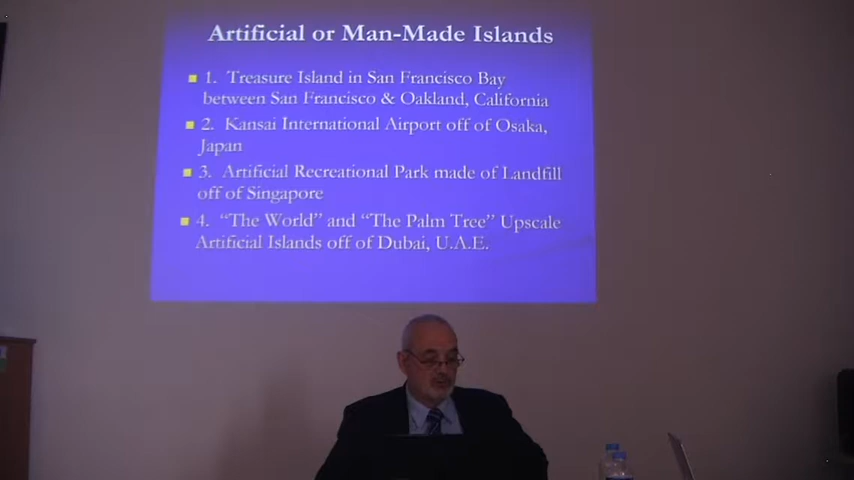 Artificial or Man-Made Islands
1. Treasure Island in San Francisco Bay
between San Francisco & Oakland, California
2. Kansai International Airport off of Osaka,
Japan
3. Artificial Recreational Park made of Landfill
off of Singapore
4. “The World” and “The Palm Tree” Upscale
Artificial Islands off of Dubai, U.A.E.